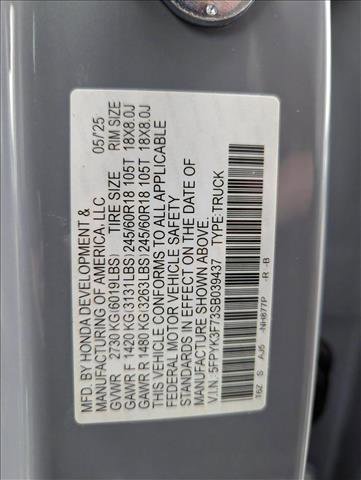 MFD. BY HONDA DEVELOPMENT &
MANUFACTURING OF AMERICA, LLC 05/25
GVWR 2730 KG (6019LBS) TIRE SIZE RIM SIZE
GAWR F 1420 KG (3131LBS) 245/60R18 105T 18X8.0J
GAWR R 1480 KG (3263LBS) 245/60R18 105T 18X8.0J
THIS VEHICLE CONFORMS TO ALL APPLICABLE
FEDERAL MOTOR VEHICLE SAFETY
STANDARDS IN EFFECT ON THE DATE OF
MANUFACTURE SHOWN ABOVE.
V.I.N. 5FPYK3F73SB039437 TYPE: TRUCK
T6Z S AJ5 -NH877P -R -B